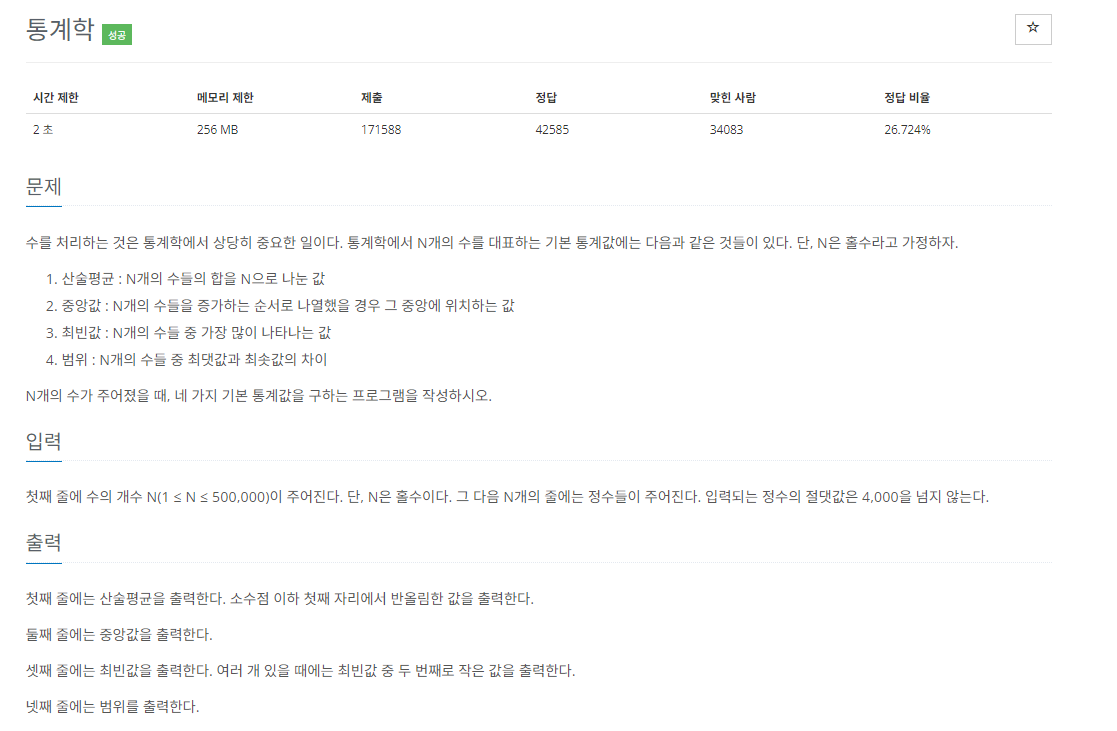 통계학 성공
☆
시간 제한 메모리 제한 제출 정답 맞힌 사람 정답 비율
2 초 256 MB 171588 42585 34083 26.724%
문제
수를 처리하는 것은 통계학에서 상당히 중요한 일이다. 통계학에서 N개의 수를 대표하는 기본 통계값에는 다음과 같은 것들이 있다. 단, N은 홀수라고 가정하자.
1. 산술평균 : N개의 수들의 합을 N으로 나눈 값
2. 중앙값 : N개의 수들을 증가하는 순서로 나열했을 경우 그 중앙에 위치하는 값
3. 최빈값 : N개의 수들 중 가장 많이 나타나는 값
4. 범위 : N개의 수들 중 최댓값과 최솟값의 차이
N개의 수가 주어졌을 때, 네 가지 기본 통계값을 구하는 프로그램을 작성하시오.
입력
첫째 줄에 수의 개수 N(1 ≤ N ≤ 500,000)이 주어진다. 단, N은 홀수이다. 그 다음 N개의 줄에는 정수들이 주어진다. 입력되는 정수의 절댓값은 4,000을 넘지 않는다.
출력
첫째 줄에는 산술평균을 출력한다. 소수점 이하 첫째 자리에서 반올림한 값을 출력한다.
둘째 줄에는 중앙값을 출력한다.
셋째 줄에는 최빈값을 출력한다. 여러 개 있을 때에는 최빈값 중 두 번째로 작은 값을 출력한다.
넷째 줄에는 범위를 출력한다.